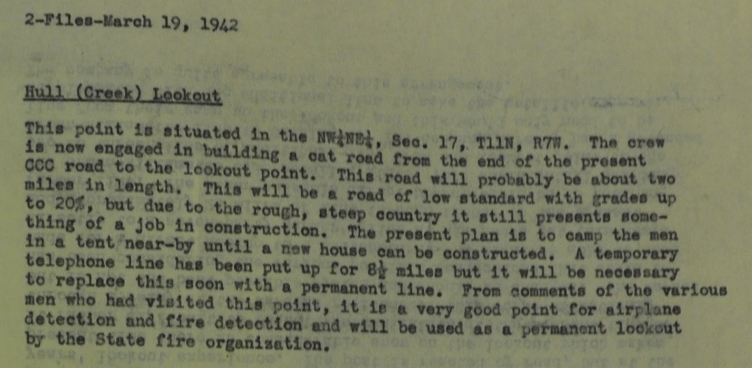 2-Files-March 19, 1942
Hull (Creek) Lookout
This point is situated in the NW¼NE¼, Sec. 17, T11N, R7W. The crew
is now engaged in building a cat road from the end of the present
CCC road to the lookout point. This road will probably be about two
miles in length. This will be a road of low standard with grades up
to 20%, but due to the rough, steep country it still presents some-
thing of a job in construction. The present plan is to camp the men
in a tent near-by until a new house can be constructed. A temporary
telephone line has been put up for 8½ miles but it will be necessary
to replace this soon with a permanent line. From comments of the various
men who had visited this point, it is a very good point for airplane
detection and fire detection and will be used as a permanent lookout
by the State fire organization.